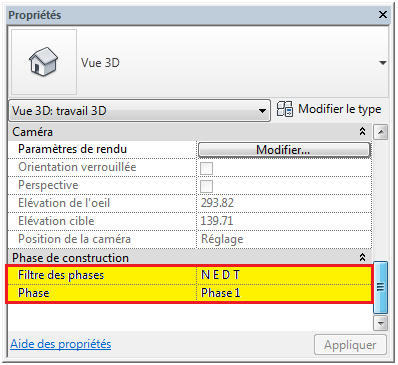 Propriétés
Vue 3D
Vue 3D: travail 3D
Modifier le type
Caméra
Paramètres de rendu
Modifier...
Orientation verrouillée
Perspective
Elévation de l'oeil 293.82
Elévation cible 139.71
Position de la caméra Réglage
Phase de construction
Filtre des phases N E D T
Phase Phase 1
Aide des propriétés
Appliquer